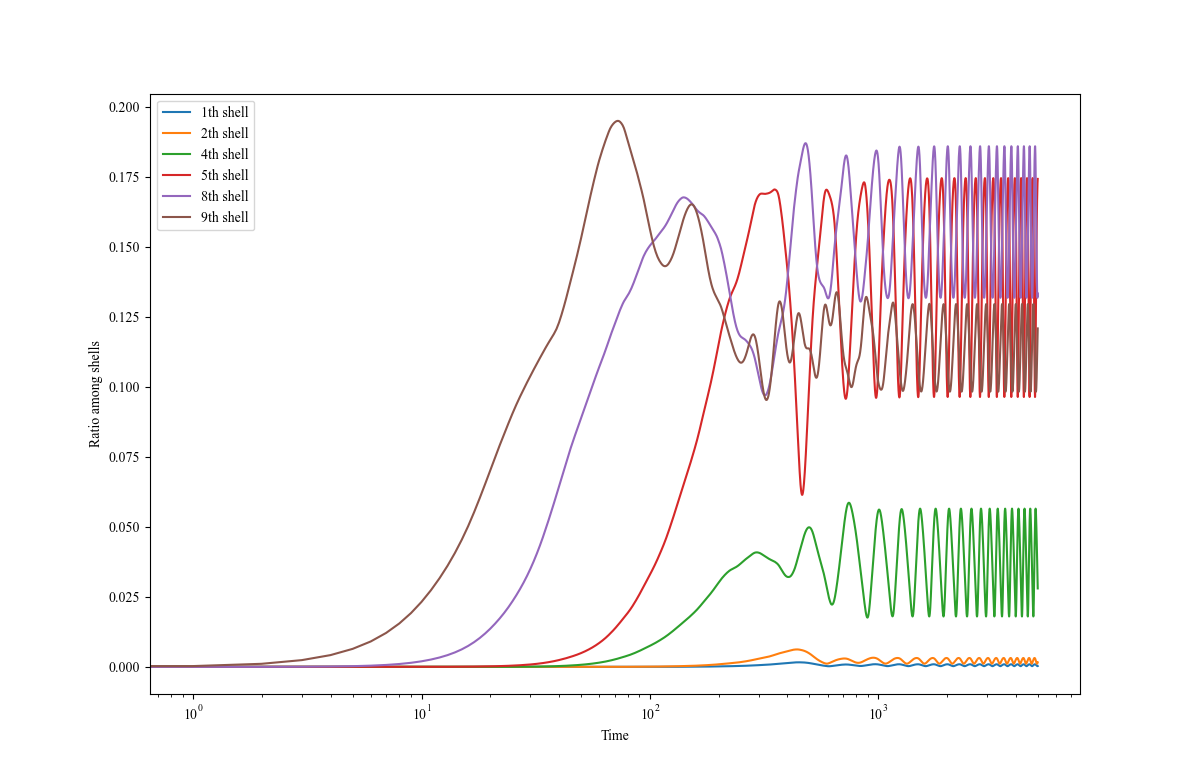 1th shell
2th shell
4th shell
5th shell
8th shell
9th shell
0.200
0.175
0.150
0.125
0.100
0.075
0.050
0.025
0.000
Ratio among shells
10^0 10^1 10^2 10^3
Time